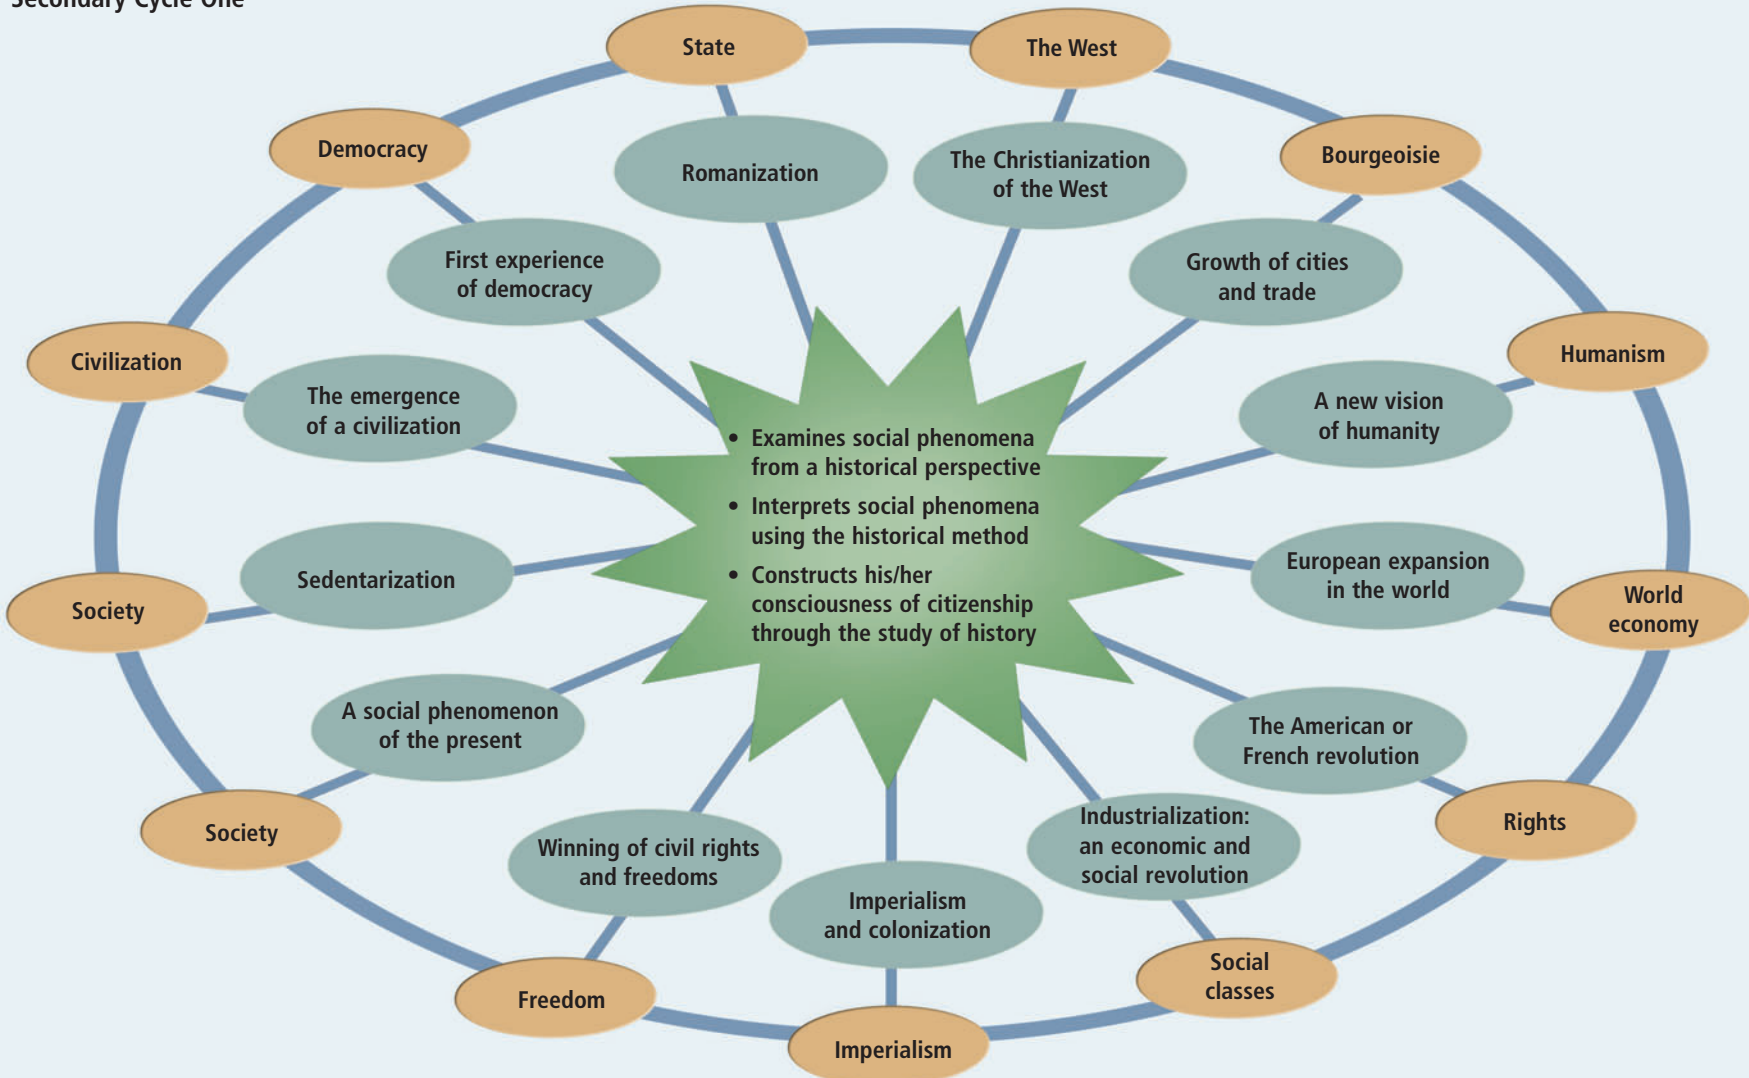 Secondary Cycle One
State
The West
Democracy
Bourgeoisie
Romanization
The Christianization
of the West
First experience
of democracy
Growth of cities
and trade
Civilization
Humanism
The emergence
of a civilization
A new vision
of humanity
• Examines social phenomena
from a historical perspective
• Interprets social phenomena
using the historical method
• Constructs his/her
consciousness of citizenship
through the study of history
Sedentarization
European expansion
in the world
Society
World
economy
A social phenomenon
of the present
The American or
French revolution
Society
Rights
Winning of civil rights
and freedoms
Industrialization:
an economic and
social revolution
Imperialism
and colonization
Freedom
Social
classes
Imperialism